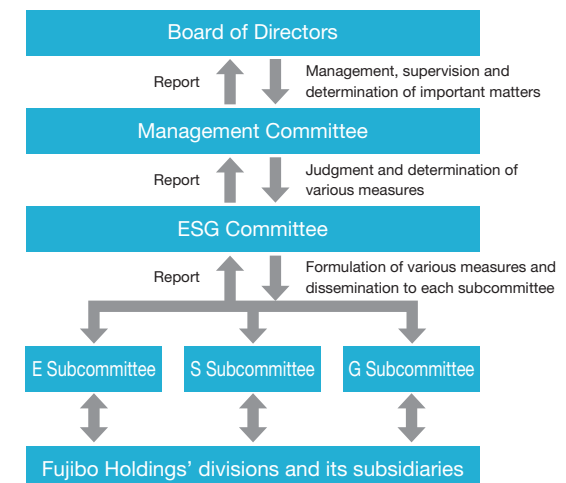 Board of Directors
Report
Management, supervision and
determination of important matters
Management Committee
Report
Judgment and determination of
various measures
ESG Committee
Report
Formulation of various measures and
dissemination to each subcommittee
E Subcommittee
S Subcommittee
G Subcommittee
Fujibo Holdings’ divisions and its subsidiaries